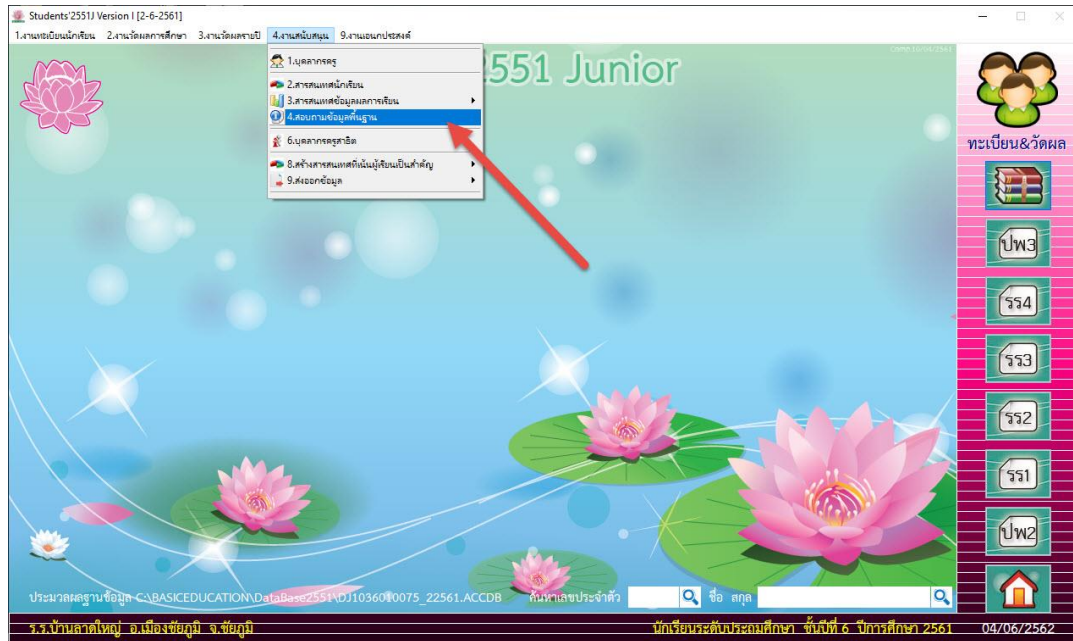 Students'2551J Version I [2-6-2561]
1.งานทะเบียนนักเรียน 2.งานวัดผลการศึกษา 3.งานวัดผลรายปี 4.งานสนับสนุน 9.งานเอนกประสงค์
2551 Junior
1.บุคลากรครู
2.สารสนเทศนักเรียน
3.สารสนเทศข้อมูลผลการเรียน
4.สอบถามข้อมูลพื้นฐาน
6.บุคลากรครูสาธิต
8.สร้างสารสนเทศที่เน้นผู้เรียนเป็นสำคัญ
9.ส่งออกข้อมูล
ทะเบียน&วัดผล
ปพ3
รร4
รร3
รร2
รร1
ปพ2
ประมวลผลฐานข้อมูล C:\BASICEDUCATION\DataBase2551\DJ1036010075_22561.ACCDB ค้นหาเลขประจำตัว ชื่อ สกุล
ร.ร.บ้านลาดใหญ่ อ.เมืองชัยภูมิ จ.ชัยภูมิ นักเรียนระดับประถมศึกษา ชั้นปีที่ 6 ปีการศึกษา 2561 04/06/2562